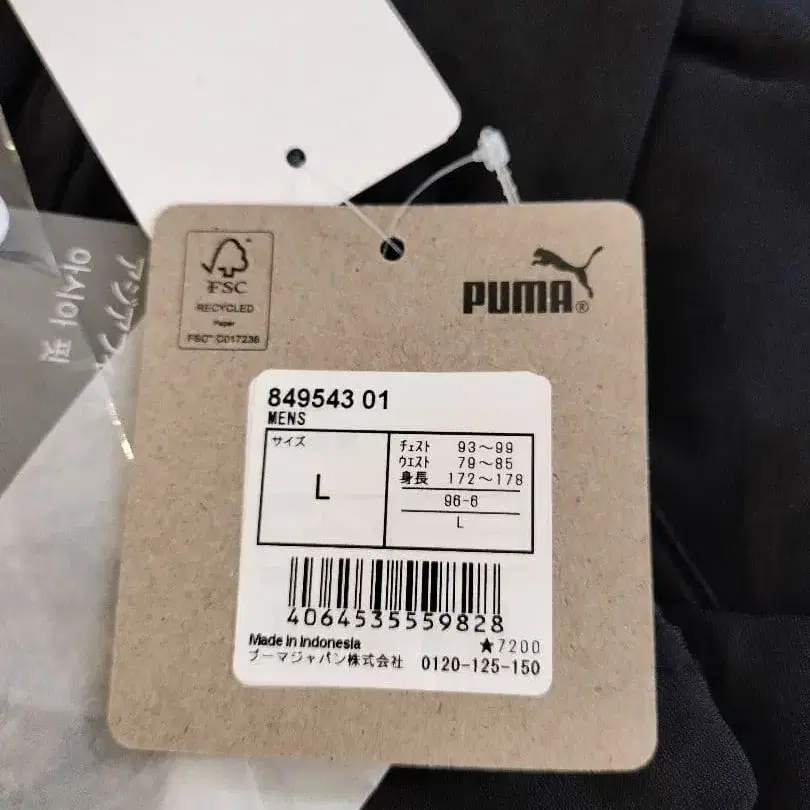 FSC
RECYCLED
Paper
FSC™ C017236
PUMA®
849543 01
MENS
サイズ
L
チェスト 93～99
ウエスト 79～85
身長 172～178
96-6
L
4064535559828
Made in Indonesia
★7200
プーマジャパン株式会社 0120-125-150